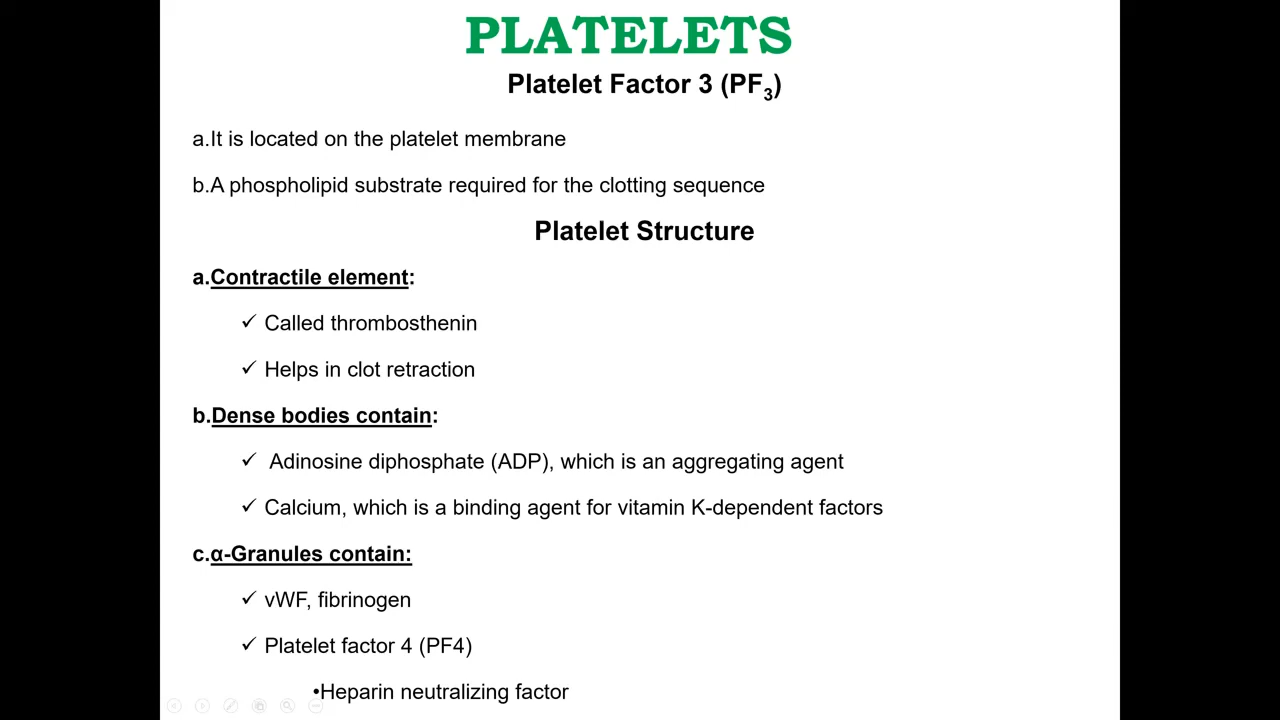 PLATELETS
Platelet Factor 3 (PF3)
a.It is located on the platelet membrane
b.A phospholipid substrate required for the clotting sequence
Platelet Structure
a.Contractile element:
✓ Called thrombosthenin
✓ Helps in clot retraction
b.Dense bodies contain:
✓ Adinosine diphosphate (ADP), which is an aggregating agent
✓ Calcium, which is a binding agent for vitamin K-dependent factors
c.α-Granules contain:
✓ vWF, fibrinogen
✓ Platelet factor 4 (PF4)
•Heparin neutralizing factor